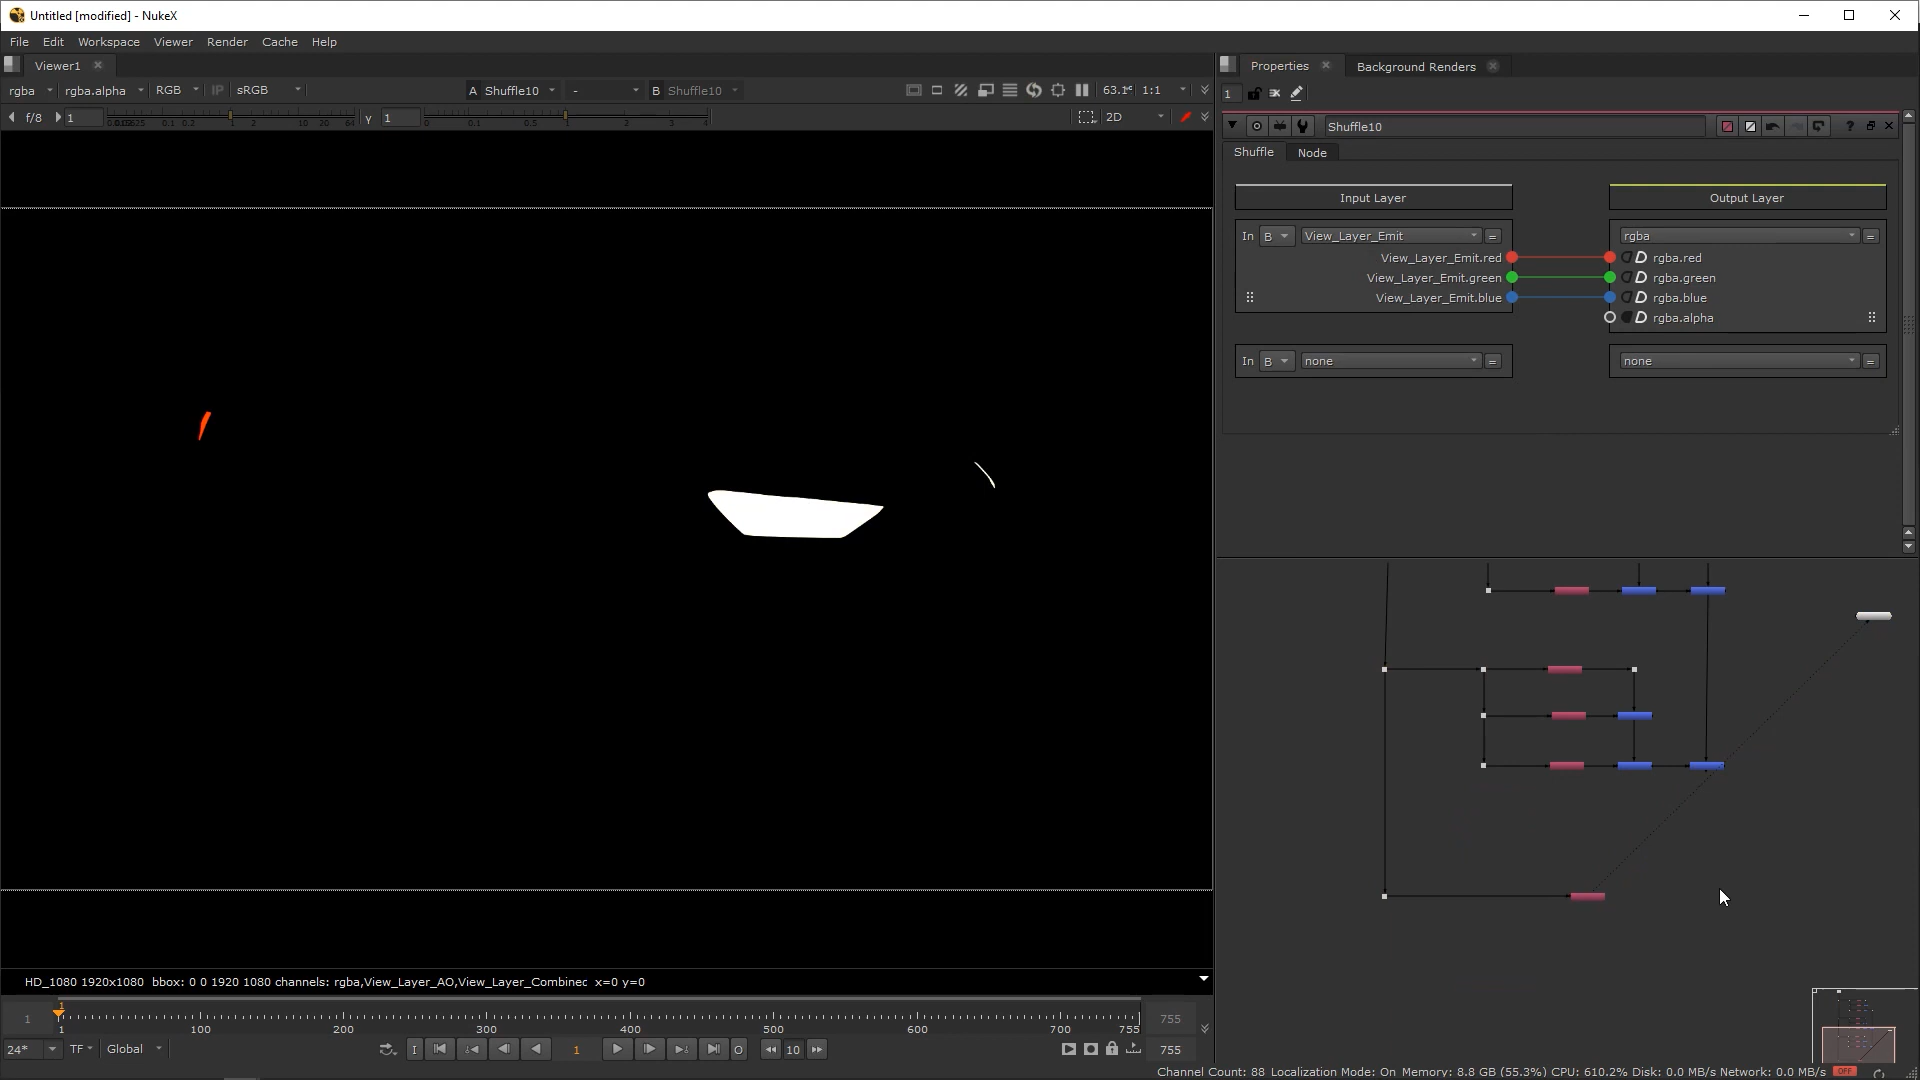 Untitled [modified] - NukeX
File Edit Workspace Viewer Render Cache Help
Viewer1
rgba rgba.alpha RGB IP sRGB A Shuffle10 - B Shuffle10 63.1 1:1
f/8 1 y 1 2D
Properties Background Renders
1
Shuffle10
Shuffle Node
Input Layer Output Layer
In B View_Layer_Emit = rgba =
View_Layer_Emit.red rgba.red
View_Layer_Emit.green rgba.green
View_Layer_Emit.blue rgba.blue
rgba.alpha
In B none = none =
HD_1080 1920x1080 bbox: 0 0 1920 1080 channels: rgba,View_Layer_AO,View_Layer_Combinec x=0 y=0
1
1 1 100 200 300 400 500 600 700 755 755
24* TF Global I 1 O 10 755
Channel Count: 88 Localization Mode: On Memory: 8.8 GB (55.3%) CPU: 610.2% Disk: 0.0 MB/s Network: 0.0 MB/s OFF